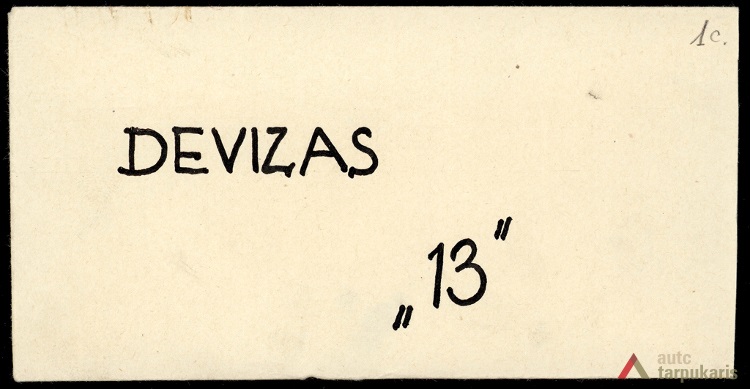 1c.
DEVIZAS
„13"
autc
tarpukaris